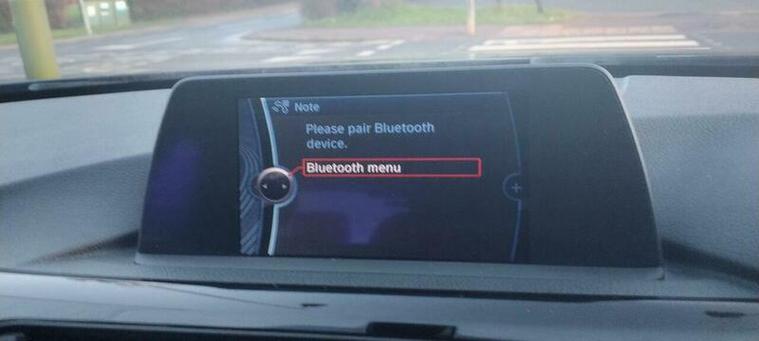 Note
Please pair Bluetooth
device.
Bluetooth menu